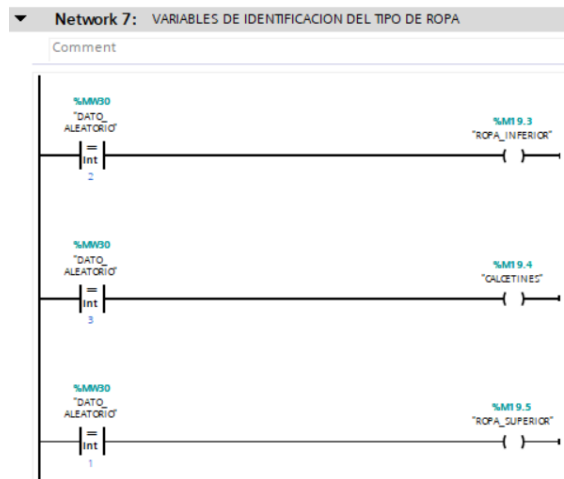 Network 7: VARIABLES DE IDENTIFICACION DEL TIPO DE ROPA
Comment
%MW30
"DATO_
ALEATORIO"
%M19.3
"ROPA_INFERIOR"
=
Int
2
%MW30
"DATO_
ALEATORIO"
%M19.4
"CALCETINES"
=
Int
3
%MW30
"DATO_
ALEATORIO"
%M19.5
"ROPA_SUPERIOR"
=
Int
1